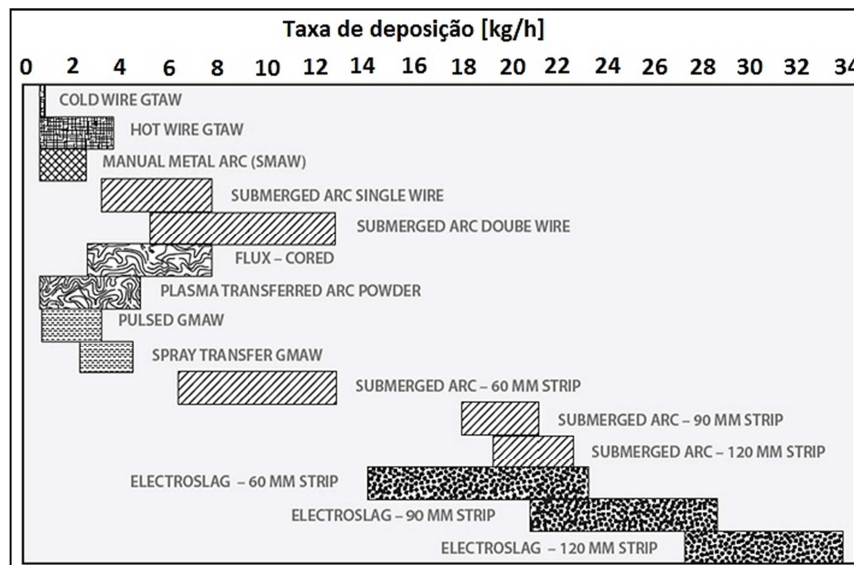 Taxa de deposição [kg/h]
0 2 4 6 8 10 12 14 16 18 20 22 24 26 28 30 32 34
COLD WIRE GTAW
HOT WIRE GTAW
MANUAL METAL ARC (SMAW)
SUBMERGED ARC SINGLE WIRE
SUBMERGED ARC DOUBE WIRE
FLUX – CORED
PLASMA TRANSFERRED ARC POWDER
PULSED GMAW
SPRAY TRANSFER GMAW
SUBMERGED ARC – 60 MM STRIP
SUBMERGED ARC – 90 MM STRIP
SUBMERGED ARC – 120 MM STRIP
ELECTROSLAG – 60 MM STRIP
ELECTROSLAG – 90 MM STRIP
ELECTROSLAG – 120 MM STRIP